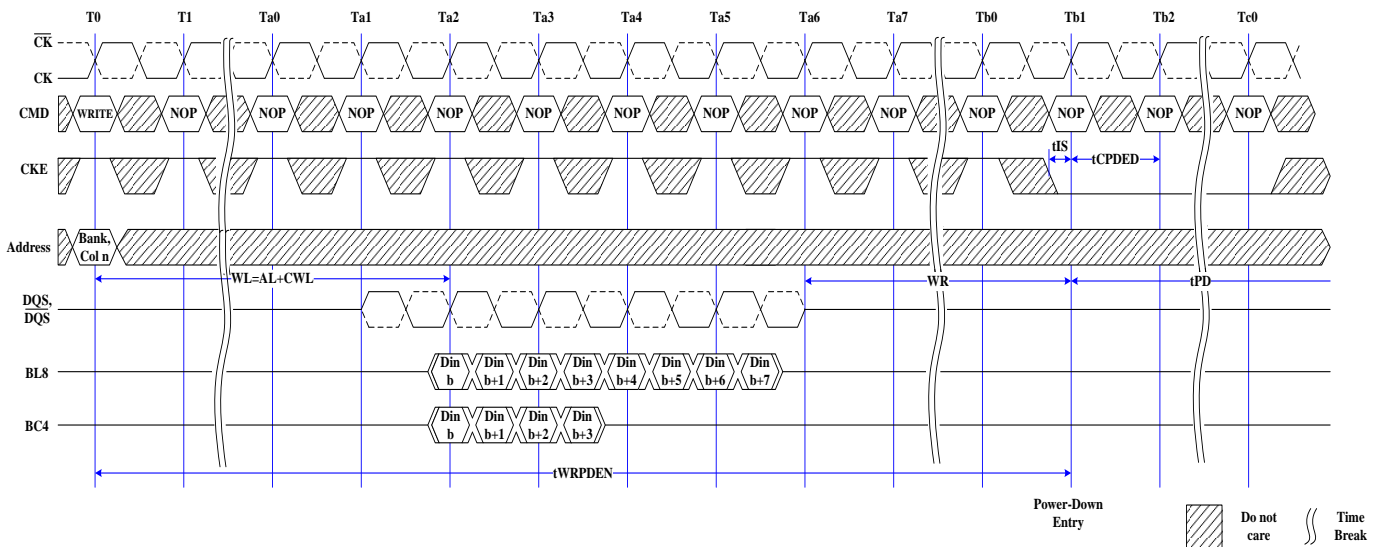 T0 T1 Ta0 Ta1 Ta2 Ta3 Ta4 Ta5 Ta6 Ta7 Tb0 Tb1 Tb2 Tc0
CK
CK
CMD WRITE NOP NOP NOP NOP NOP NOP NOP NOP NOP NOP NOP NOP NOP
tIS tCPDED
CKE
Address Bank,
Col n
WL=AL+CWL WR tPD
DQS,
DQS
BL8 Din Din Din Din Din Din Din Din
b b+1 b+2 b+3 b+4 b+5 b+6 b+7
BC4 Din Din Din Din
b b+1 b+2 b+3
tWRPDEN
Power-Down
Entry
Do not
care
Time
Break